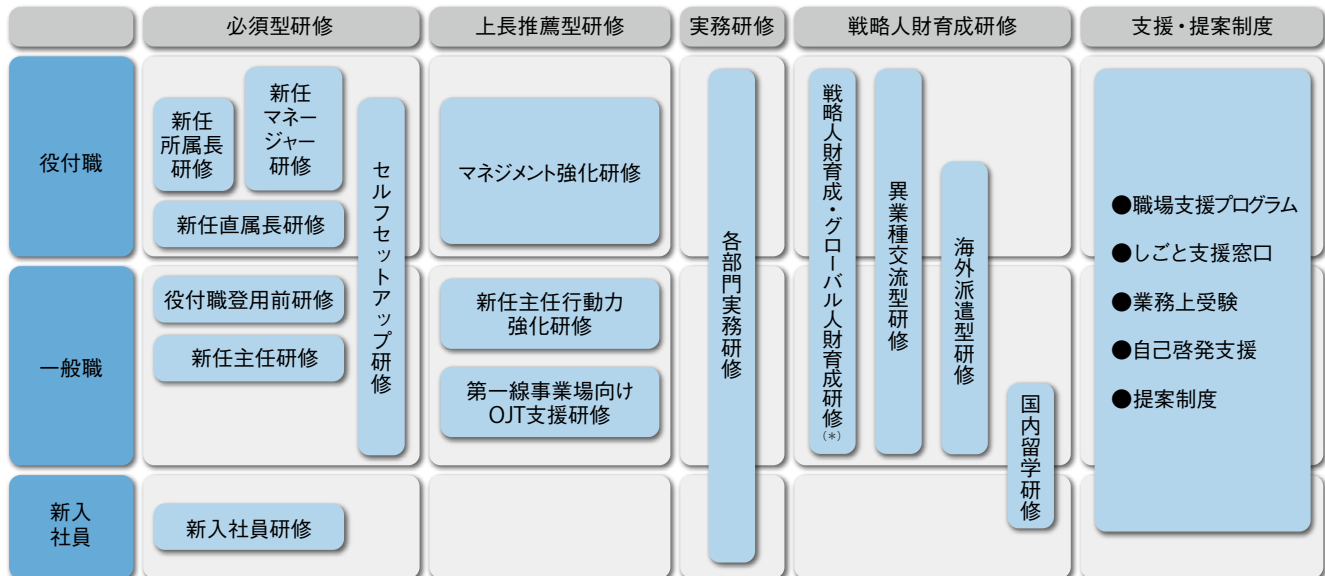 必須型研修
上長推薦型研修
実務研修
戦略人財育成研修
支援・提案制度
役付職
新任
所属長
研修
新任
マネー
ジャー
研修
新任直属長研修
セルフセットアップ研修
マネジメント強化研修
各部門実務研修
戦略人財育成・グローバル人財育成研修(*)
異業種交流型研修
海外派遣型研修
●職場支援プログラム
●しごと支援窓口
●業務上受験
●自己啓発支援
●提案制度
一般職
役付職登用前研修
新任主任研修
新任主任行動力
強化研修
第一線事業場向け
OJT支援研修
国内留学研修
新入
社員
新入社員研修